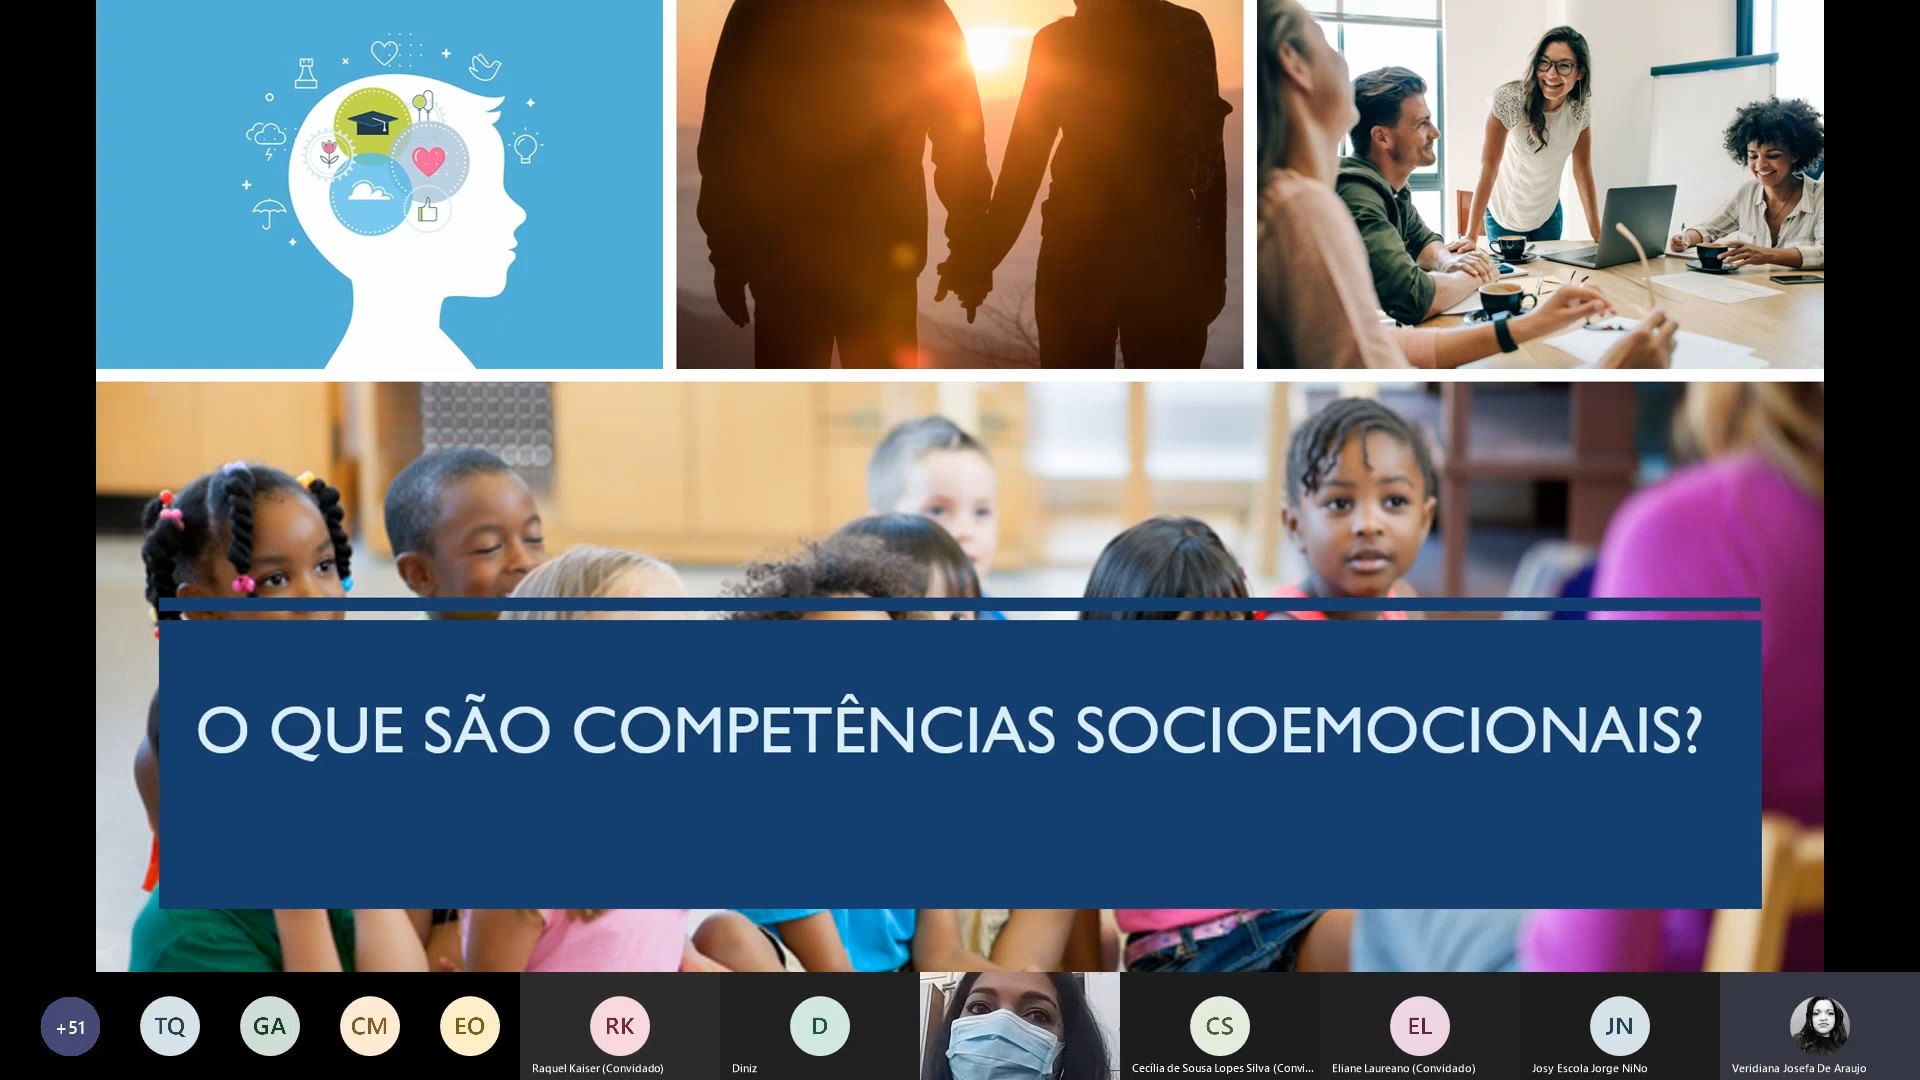 O QUE SÃO COMPETÊNCIAS SOCIOEMOCIONAIS?
+51
TQ
GA
CM
EO
RK
D
CS
EL
JN
Raquel Kaiser (Convidado)
Diniz
Cecília de Sousa Lopes Silva (Convi...
Eliane Laureano (Convidado)
Josy Escola Jorge NiNo
Veridiana Josefa De Araujo